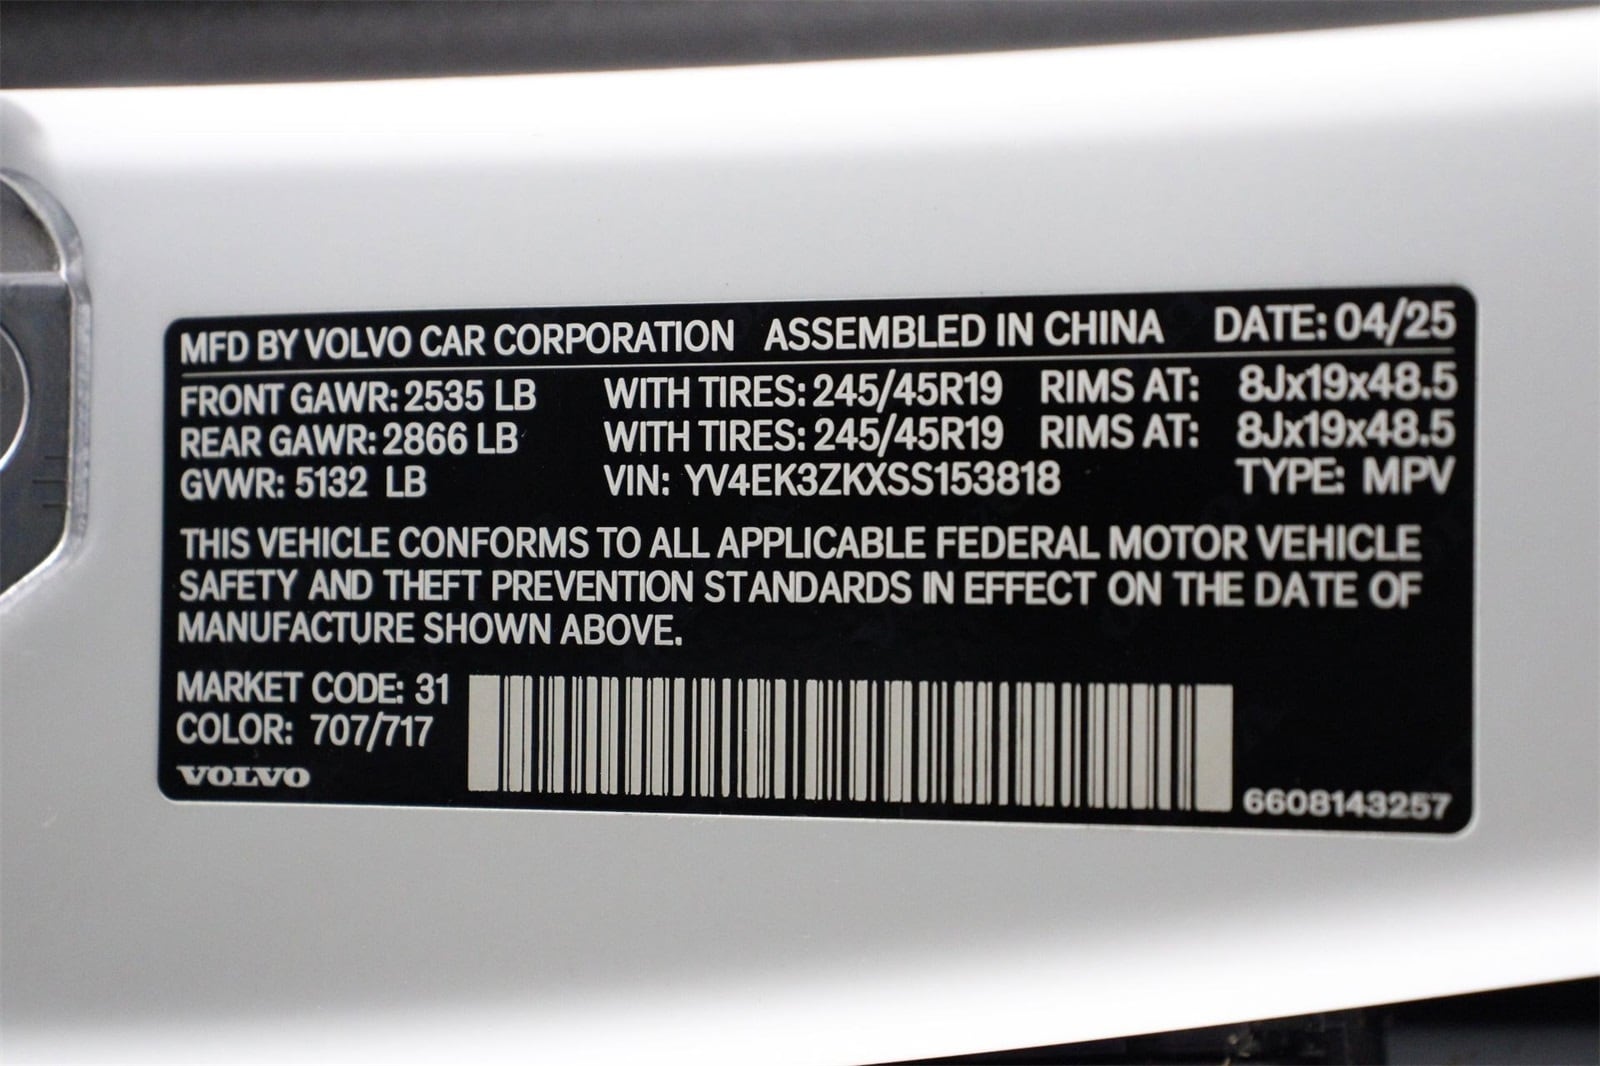 MFD BY VOLVO CAR CORPORATION ASSEMBLED IN CHINA DATE: 04/25
FRONT GAWR: 2535 LB WITH TIRES: 245/45R19 RIMS AT: 8Jx19x48.5
REAR GAWR: 2866 LB WITH TIRES: 245/45R19 RIMS AT: 8Jx19x48.5
GVWR: 5132 LB VIN: YV4EK3ZKXSS153818 TYPE: MPV
THIS VEHICLE CONFORMS TO ALL APPLICABLE FEDERAL MOTOR VEHICLE
SAFETY AND THEFT PREVENTION STANDARDS IN EFFECT ON THE DATE OF
MANUFACTURE SHOWN ABOVE.
MARKET CODE: 31
COLOR: 707/717
VOLVO
6608143257